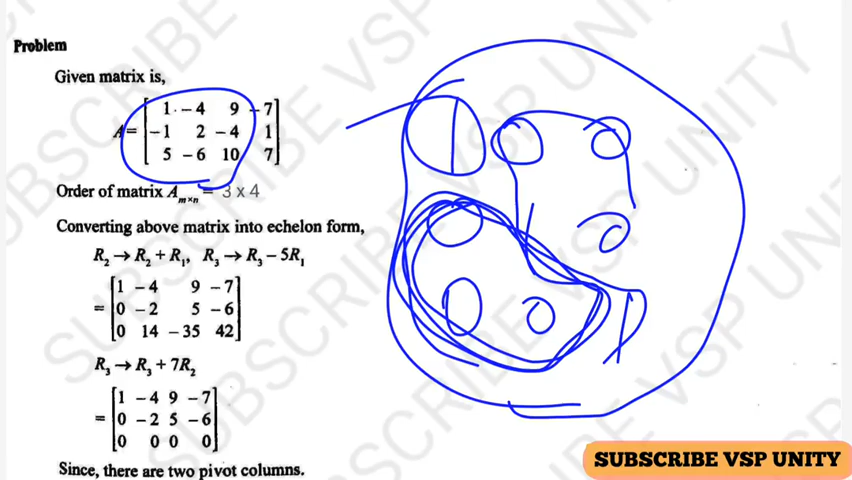 Problem
Given matrix is,
A = [ 1 -4 9 -7
-1 2 -4 1
5 -6 10 7 ]
Order of matrix A_{m×n} = 3 x 4
Converting above matrix into echelon form,
R₂ → R₂ + R₁, R₃ → R₃ - 5R₁
= [ 1 -4 9 -7
0 -2 5 -6
0 14 -35 42 ]
R₃ → R₃ + 7R₂
= [ 1 -4 9 -7
0 -2 5 -6
0 0 0 0 ]
Since, there are two pivot columns.
SUBSCRIBE VSP UNITY